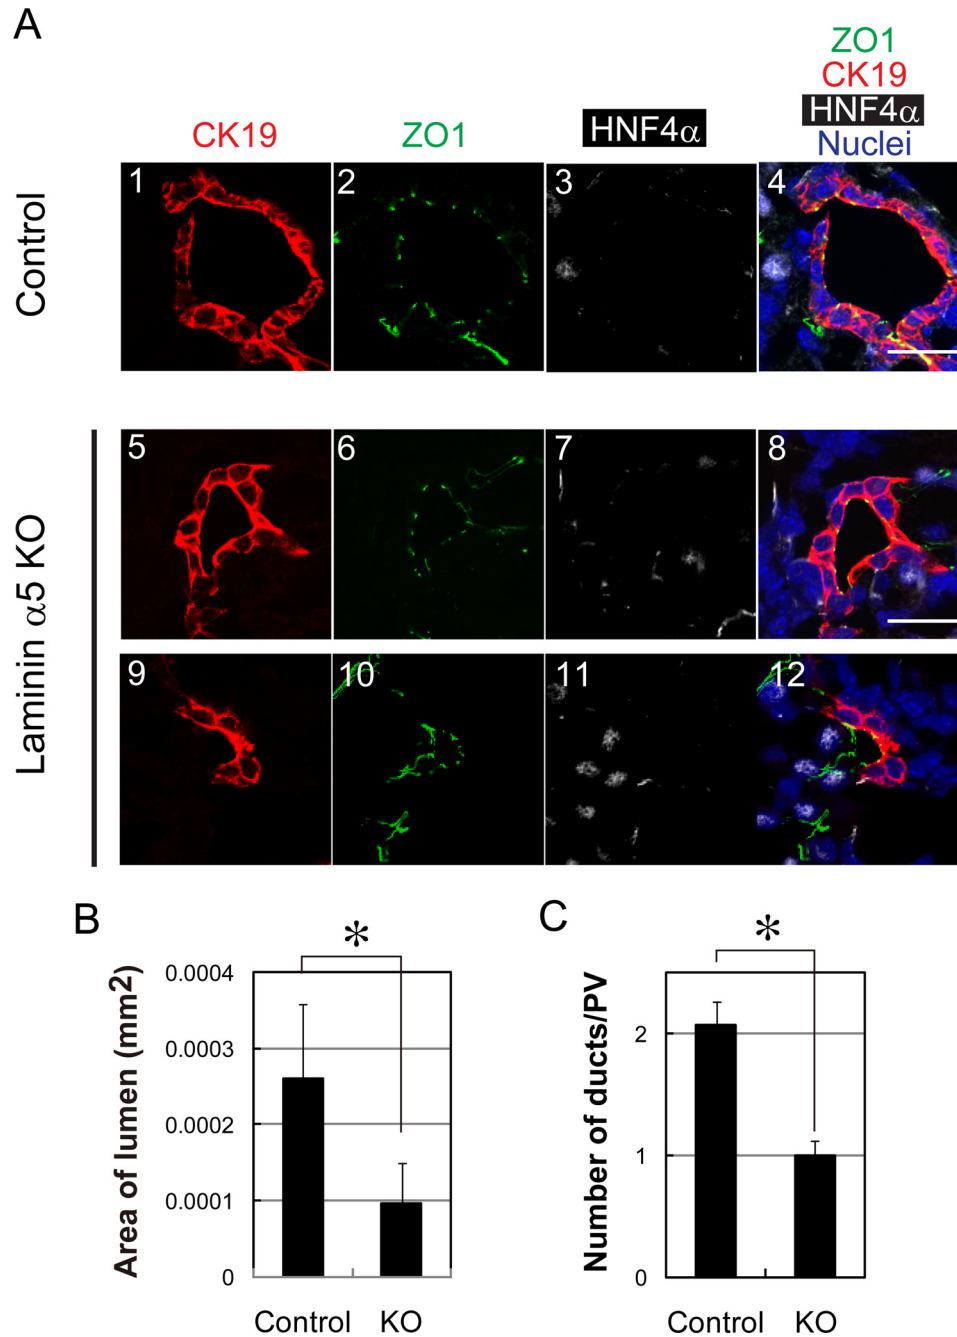 A
ZO1
CK19
HNF4α
Nuclei
CK19
ZO1
HNF4α
Control
1
2
3
4
Laminin α5 KO
5
6
7
8
9
10
11
12
B
*
Area of lumen (mm2)
0.0004
0.0003
0.0002
0.0001
0
Control
KO
C
*
Number of ducts/PV
2
1
0
Control
KO